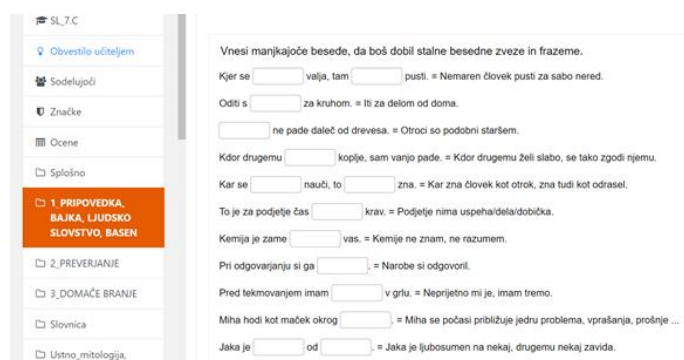 SL_7.C
Obvestilo učiteljem
Sodelujoči
Značke
Ocene
Splošno
1_PRIPOVEDKA,
BAJKA, LJUDSKO
SLOVSTVO, BASEN
2_PREVERJANJE
3_DOMAČE BRANJE
Slovnica
Ustno_mitologija,
Vnesi manjkajoče besede, da boš dobil stalne besedne zveze in frazeme.
Kjer se valja, tam pusti. = Nemaren človek pusti za sabo nered.
Oditi s za kruhom. = Iti za delom od doma.
ne pade daleč od drevesa. = Otroci so podobni staršem.
Kdor drugemu koplje, sam vanjo pade. = Kdor drugemu želi slabo, se tako zgodi njemu.
Kar se nauči, to zna. = Kar zna človek kot otrok, zna tudi kot odrasel.
To je za podjetje čas krav. = Podjetje nima uspeha/dela/dobička.
Kemija je zame vas. = Kemije ne znam, ne razumem.
Pri odgovarjanju si ga . = Narobe si odgovoril.
Pred tekmovanjem imam v grlu. = Neprijetno mi je, imam tremo.
Miha hodi kot maček okrog . = Miha se počasi približuje jedru problema, vprašanja, prošnje ...
Jaka je od . = Jaka je ljubosumen na nekaj, drugemu nekaj zavida.